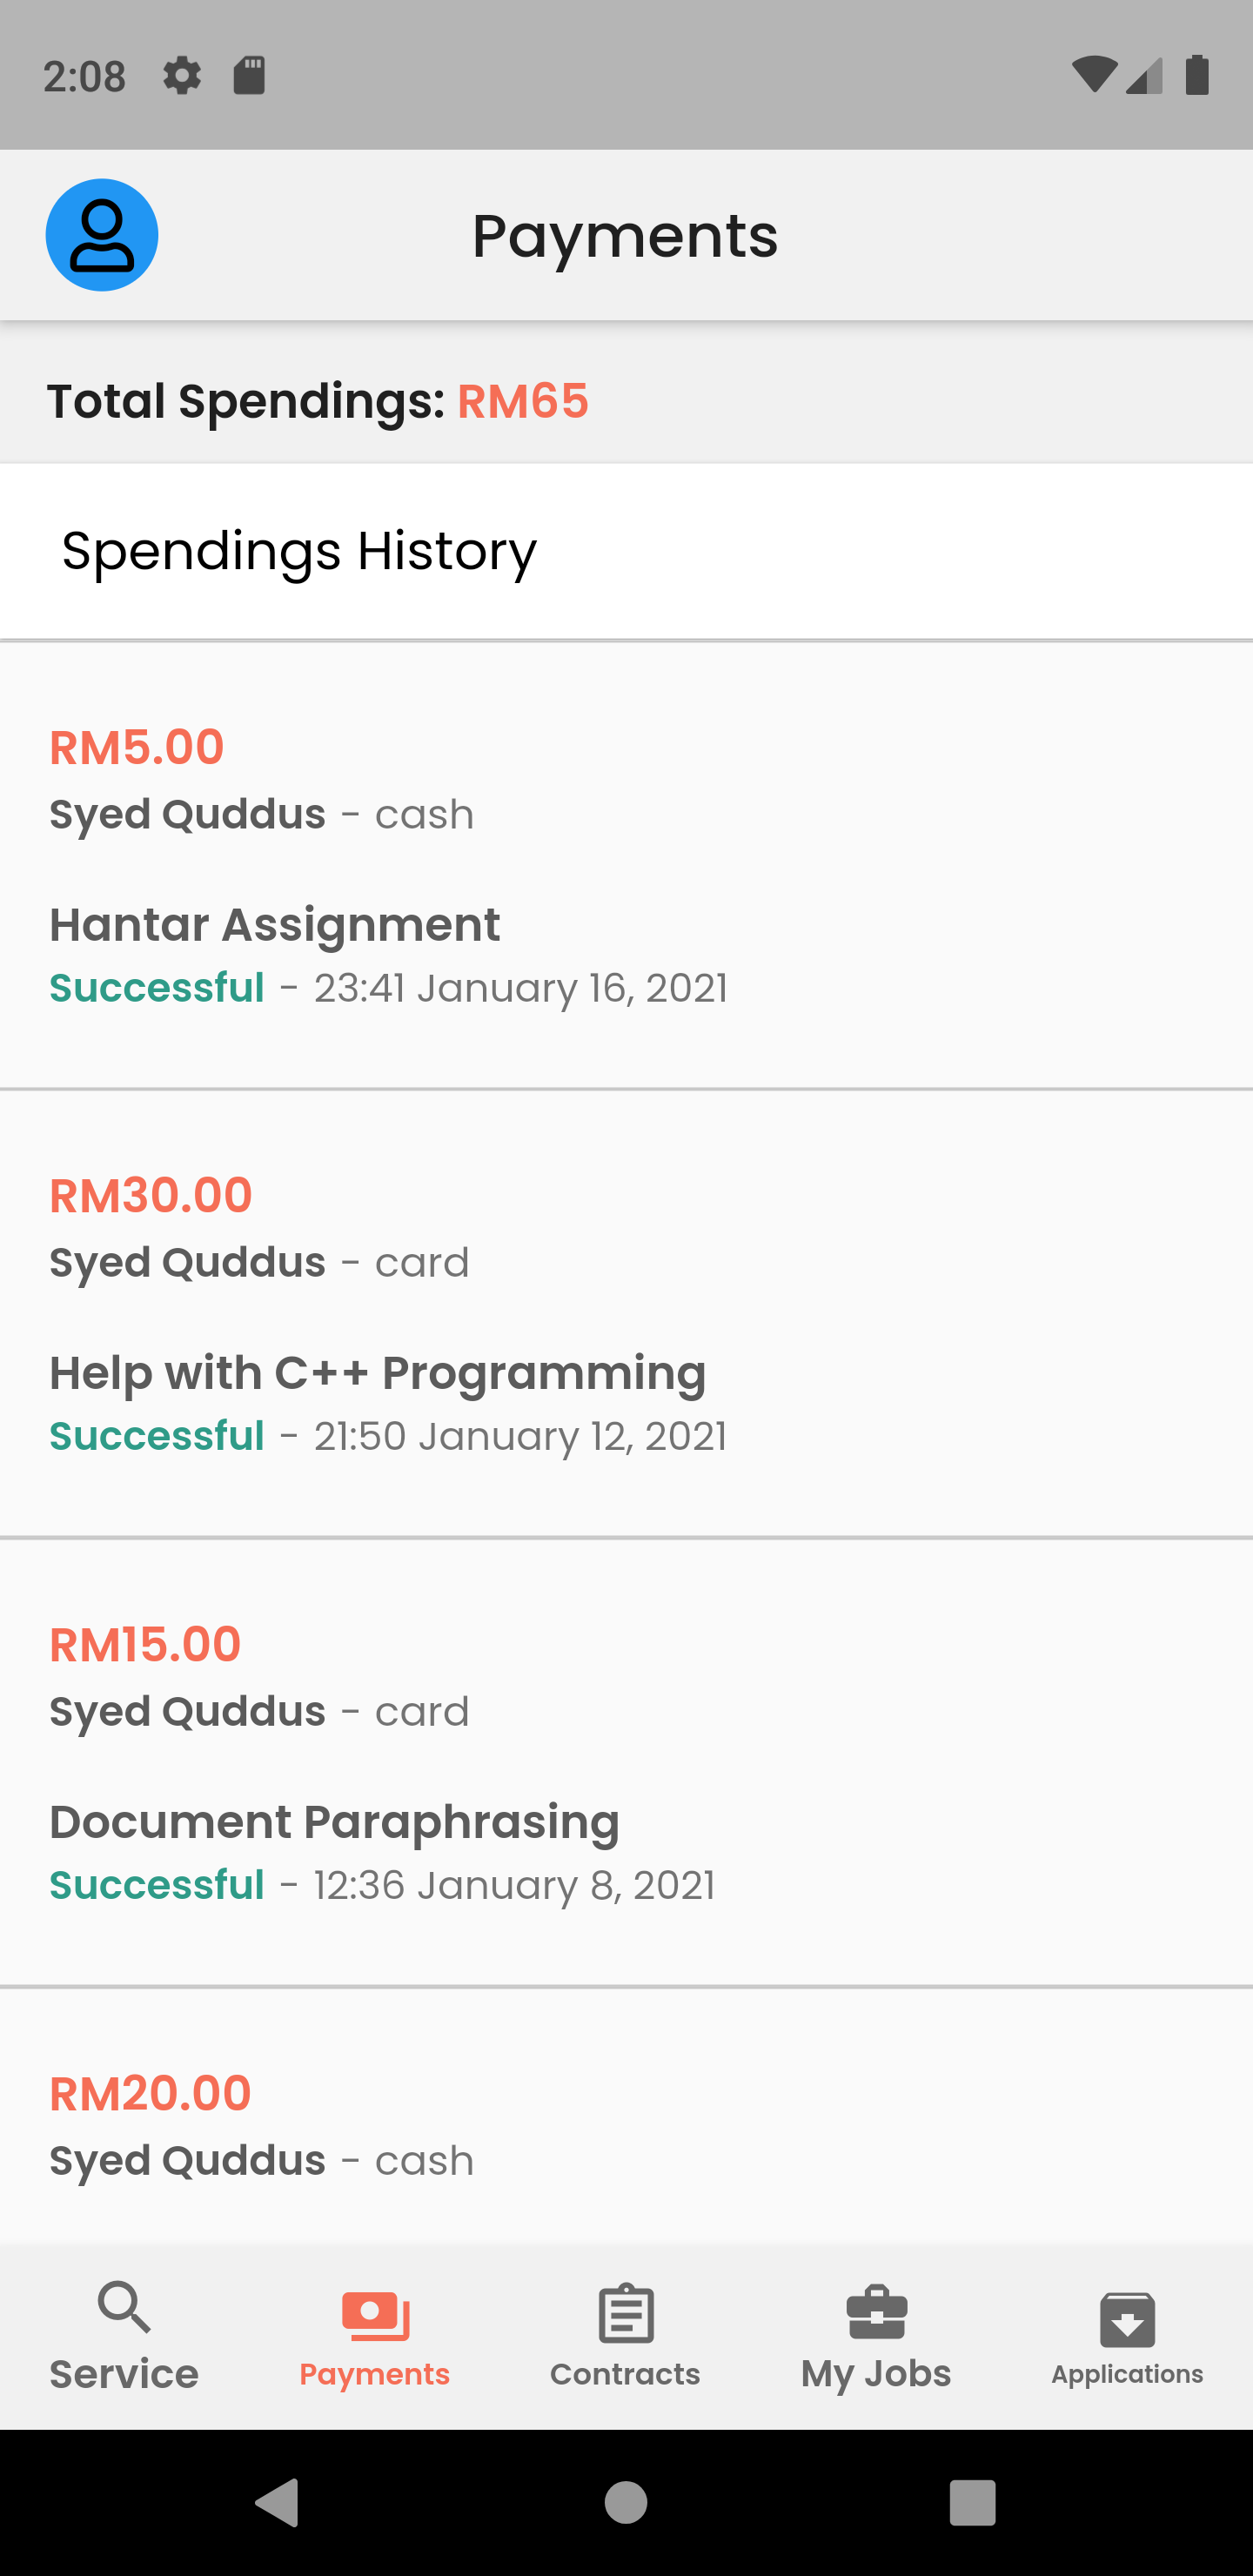 2:08
Payments
Total Spendings: RM65
Spendings History
RM5.00
Syed Quddus - cash
Hantar Assignment
Successful - 23:41 January 16, 2021
RM30.00
Syed Quddus - card
Help with C++ Programming
Successful - 21:50 January 12, 2021
RM15.00
Syed Quddus - card
Document Paraphrasing
Successful - 12:36 January 8, 2021
RM20.00
Syed Quddus - cash
Service
Payments
Contracts
My Jobs
Applications